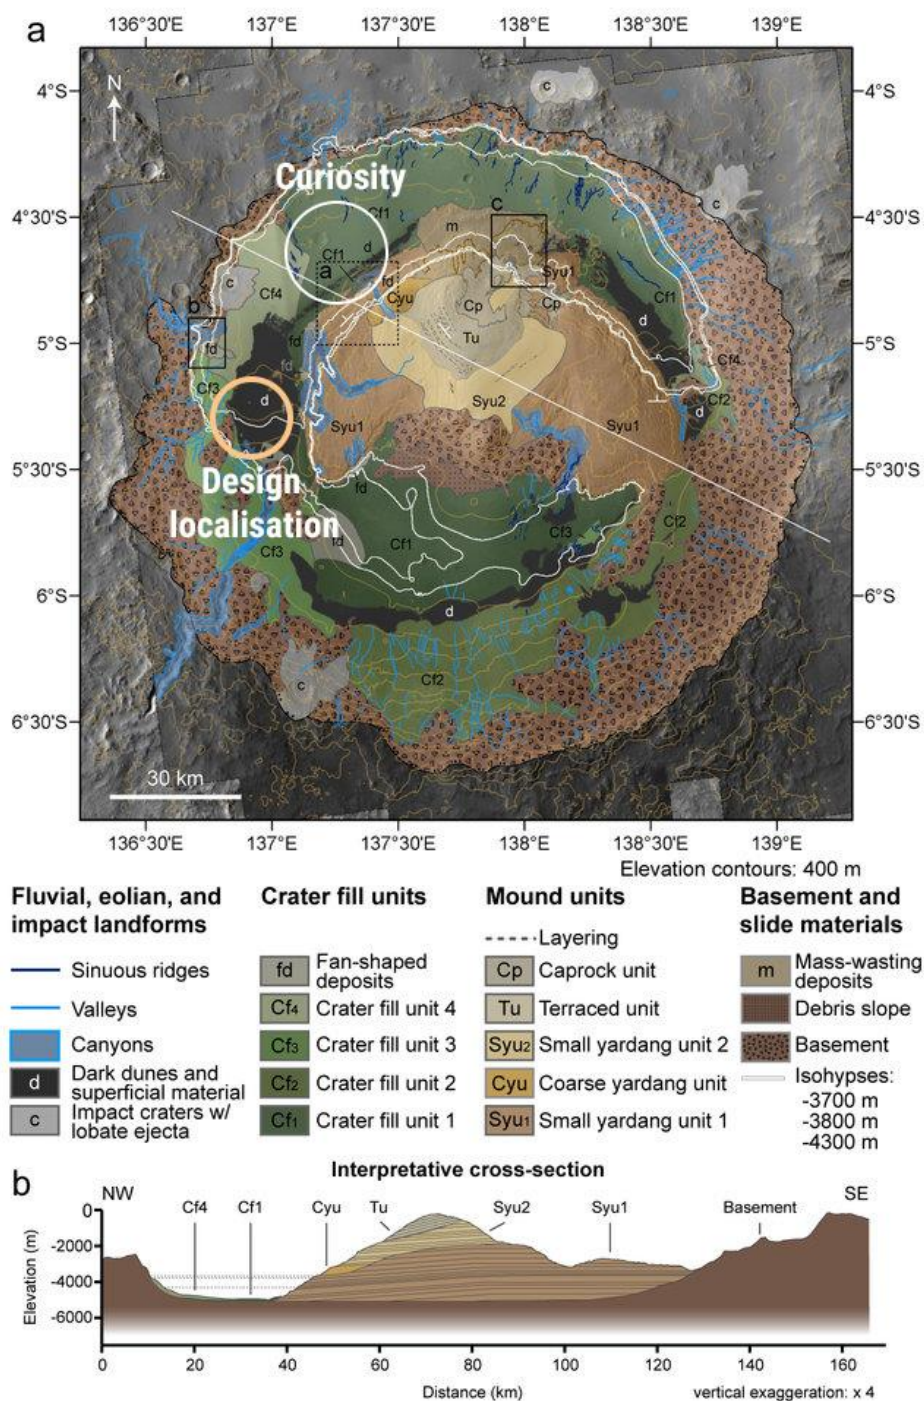 a
136°30'E 137°E 137°30'E 138°E 138°30'E 139°E
N
4°S
4°30'S
5°S
5°30'S
6°S
6°30'S
4°S
4°30'S
5°S
5°30'S
6°S
6°30'S
c
c
Curiosity
Cf1
C
d
m
Cf1
a
Syu1
fd
Cf1
c
Cf4
Cyu
Cp
Cp
b
d
Tu
fd
fd
Cf4
fd
Cf3
Cf2
d
d
Syu2
Syu1
Syu1
Design
localisation
fd
Cf2
Cf3
fd
Cf1
Cf3
d
c
Cf2
30 km
136°30'E 137°E 137°30'E 138°E 138°30'E 139°E
Elevation contours: 400 m
Fluvial, eolian, and
impact landforms
Sinuous ridges
Valleys
Canyons
d Dark dunes and
superficial material
c Impact craters w/
lobate ejecta
Crater fill units
fd Fan-shaped
deposits
Cf4 Crater fill unit 4
Cf3 Crater fill unit 3
Cf2 Crater fill unit 2
Cf1 Crater fill unit 1
Mound units
Layering
Cp Caprock unit
Tu Terraced unit
Syu2 Small yardang unit 2
Cyu Coarse yardang unit
Syu1 Small yardang unit 1
Basement and
slide materials
m Mass-wasting
deposits
Debris slope
Basement
Isohypses:
-3700 m
-3800 m
-4300 m
b
Interpretative cross-section
NW
SE
Cf4 Cf1 Cyu Tu Syu2 Syu1 Basement
Elevation (m)
0
-2000
-4000
-6000
0 20 40 60 80 100 120 140 160
Distance (km)
vertical exaggeration: x 4